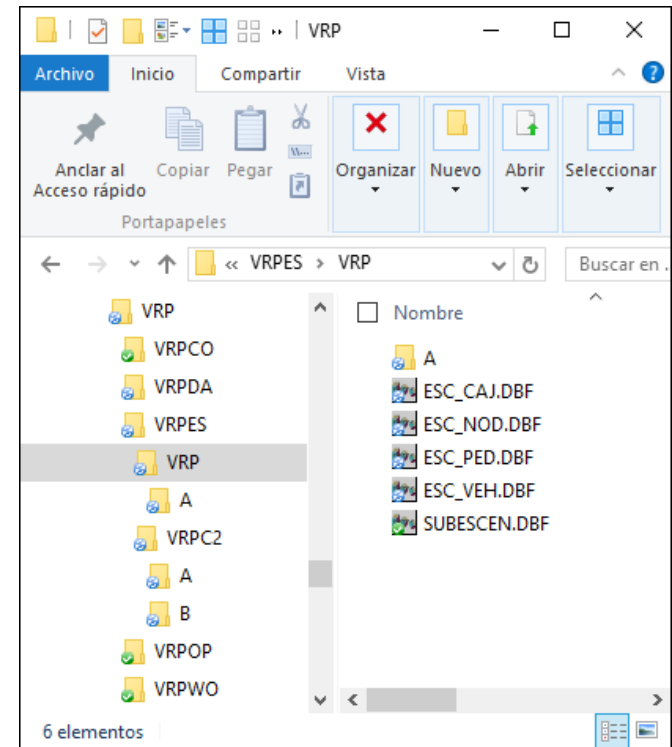 VRP
Archivo Inicio Compartir Vista
Anclar al Acceso rápido
Copiar
Pegar
Organizar
Nuevo
Abrir
Seleccionar
Portapapeles
« VRPES > VRP
Buscar en .
VRP
VRPCO
VRPDA
VRPES
VRP
A
VRPC2
A
B
VRPOP
VRPWO
Nombre
A
ESC_CAJ.DBF
ESC_NOD.DBF
ESC_PED.DBF
ESC_VEH.DBF
SUBESCEN.DBF
6 elementos